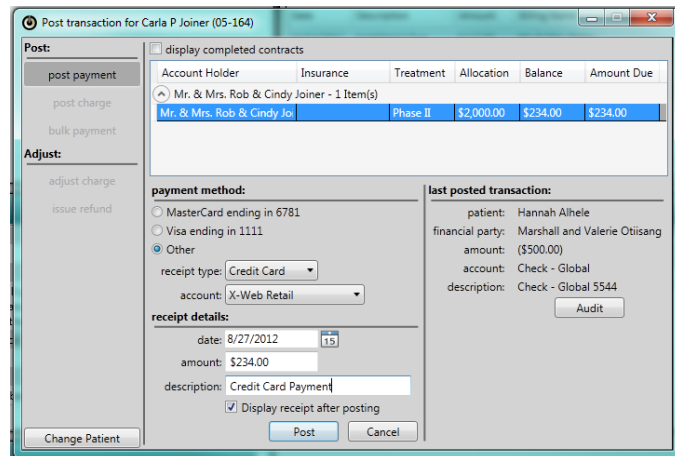 Post transaction for Carla P Joiner (05-164)
Post:
post payment
post charge
bulk payment
Adjust:
adjust charge
issue refund
Change Patient
display completed contracts
Account Holder Insurance Treatment Allocation Balance Amount Due
Mr. & Mrs. Rob & Cindy Joiner - 1 Item(s)
Mr. & Mrs. Rob & Cindy Joi Phase II $2,000.00 $234.00 $234.00
payment method:
MasterCard ending in 6781
Visa ending in 1111
Other
receipt type: Credit Card
account: X-Web Retail
receipt details:
date: 8/27/2012 15
amount: $234.00
description: Credit Card Payment
Display receipt after posting
Post Cancel
last posted transaction:
patient: Hannah Alhele
financial party: Marshall and Valerie Otiisang
amount: ($500.00)
account: Check - Global
description: Check - Global 5544
Audit